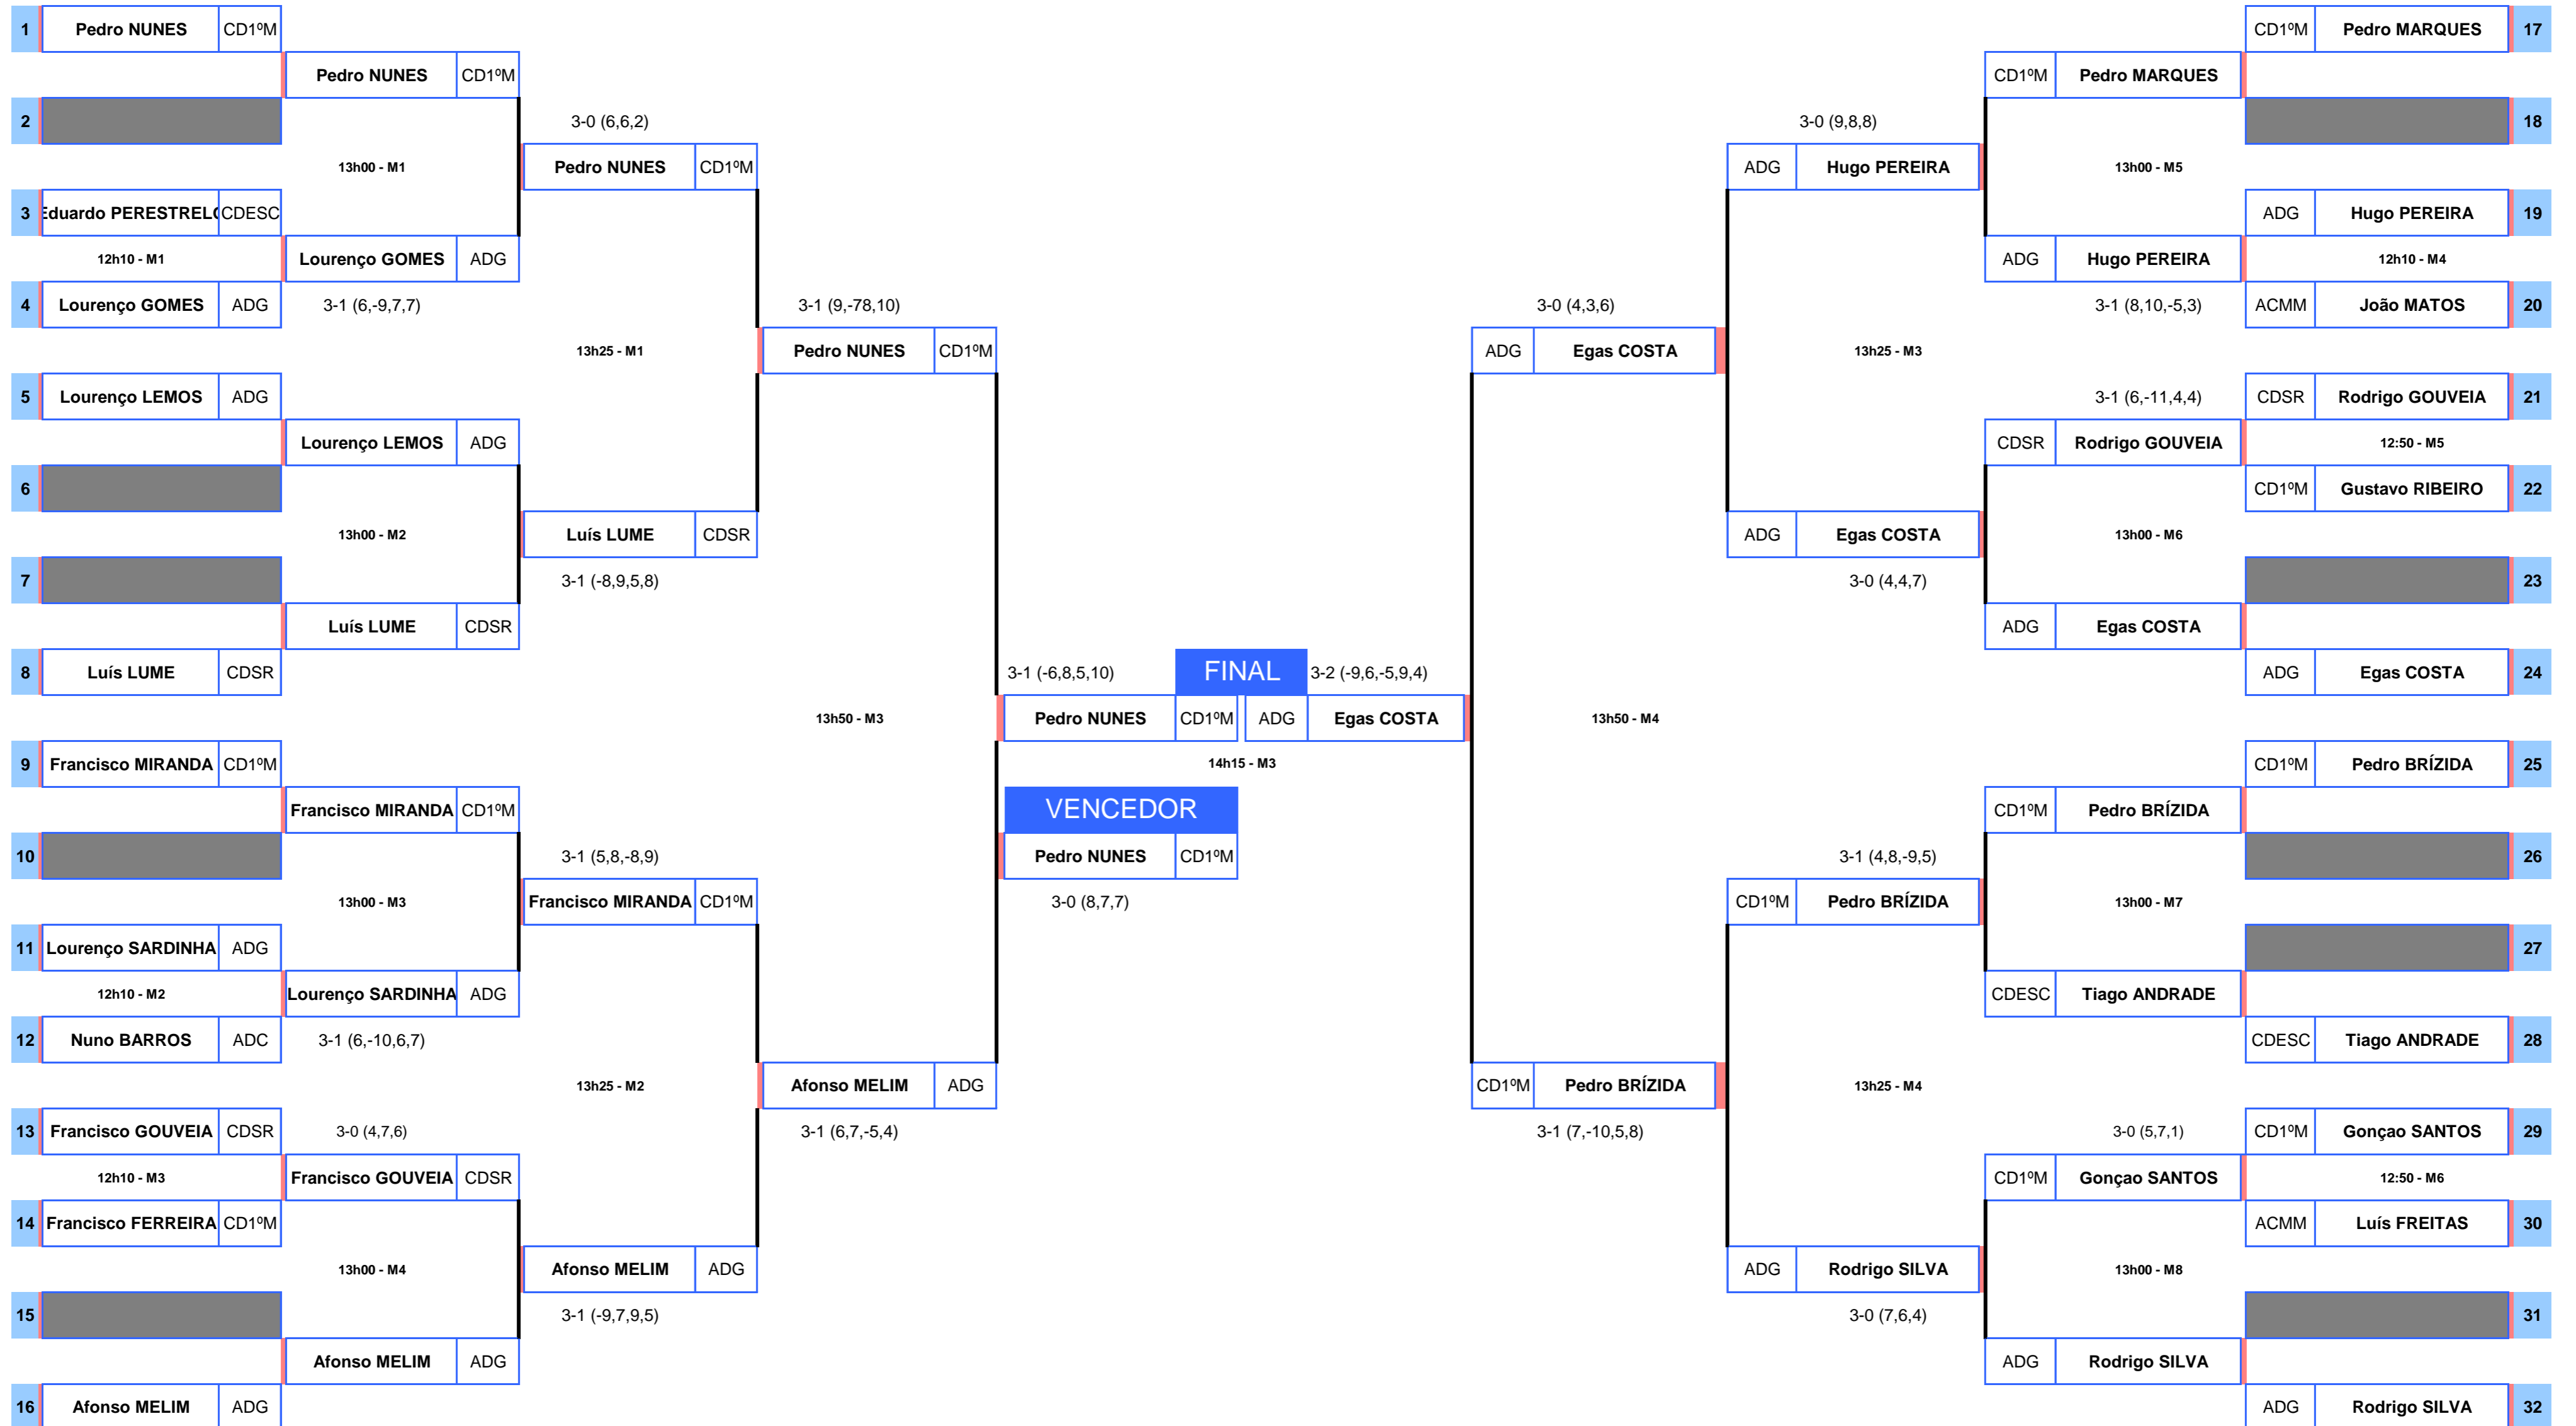 1 Pedro NUNES CD1ºM CD1ºM Pedro MARQUES 17
Pedro NUNES CD1ºM CD1ºM Pedro MARQUES
2 3-0 (6,6,2) 3-0 (9,8,8) 18
13h00 - M1 Pedro NUNES CD1ºM ADG Hugo PEREIRA 13h00 - M5
3 Eduardo PERESTRELO CDESC ADG Hugo PEREIRA 19
12h10 - M1 Lourenço GOMES ADG ADG Hugo PEREIRA 12h10 - M4
4 Lourenço GOMES ADG 3-1 (6,-9,7,7) 3-1 (9,-78,10) 3-0 (4,3,6) 3-1 (8,10,-5,3) ACMM João MATOS 20
13h25 - M1 Pedro NUNES CD1ºM ADG Egas COSTA 13h25 - M3
5 Lourenço LEMOS ADG 3-1 (6,-11,4,4) CDSR Rodrigo GOUVEIA 21
Lourenço LEMOS ADG CDSR Rodrigo GOUVEIA 12:50 - M5
6 CD1ºM Gustavo RIBEIRO 22
13h00 - M2 Luís LUME CDSR ADG Egas COSTA 13h00 - M6
7 3-1 (-8,9,5,8) 3-0 (4,4,7) 23
Luís LUME CDSR ADG Egas COSTA
8 Luís LUME CDSR 3-1 (-6,8,5,10) FINAL 3-2 (-9,6,-5,9,4) ADG Egas COSTA 24
13h50 - M3 Pedro NUNES CD1ºM ADG Egas COSTA 13h50 - M4
9 Francisco MIRANDA CD1ºM 14h15 - M3 CD1ºM Pedro BRÍZIDA 25
Francisco MIRANDA CD1ºM VENCEDOR CD1ºM Pedro BRÍZIDA
10 3-1 (5,8,-8,9) Pedro NUNES CD1ºM 3-1 (4,8,-9,5) 26
13h00 - M3 Francisco MIRANDA CD1ºM 3-0 (8,7,7) CD1ºM Pedro BRÍZIDA 13h00 - M7
11 Lourenço SARDINHA ADG 27
12h10 - M2 Lourenço SARDINHA ADG CDESC Tiago ANDRADE
12 Nuno BARROS ADC 3-1 (6,-10,6,7) CDESC Tiago ANDRADE 28
13h25 - M2 Afonso MELIM ADG CD1ºM Pedro BRÍZIDA 13h25 - M4
13 Francisco GOUVEIA CDSR 3-0 (4,7,6) 3-1 (6,7,-5,4) 3-1 (7,-10,5,8) 3-0 (5,7,1) CD1ºM Gonçao SANTOS 29
12h10 - M3 Francisco GOUVEIA CDSR CD1ºM Gonçao SANTOS 12:50 - M6
14 Francisco FERREIRA CD1ºM ACMM Luís FREITAS 30
13h00 - M4 Afonso MELIM ADG ADG Rodrigo SILVA 13h00 - M8
15 3-1 (-9,7,9,5) 3-0 (7,6,4) 31
Afonso MELIM ADG ADG Rodrigo SILVA
16 Afonso MELIM ADG ADG Rodrigo SILVA 32